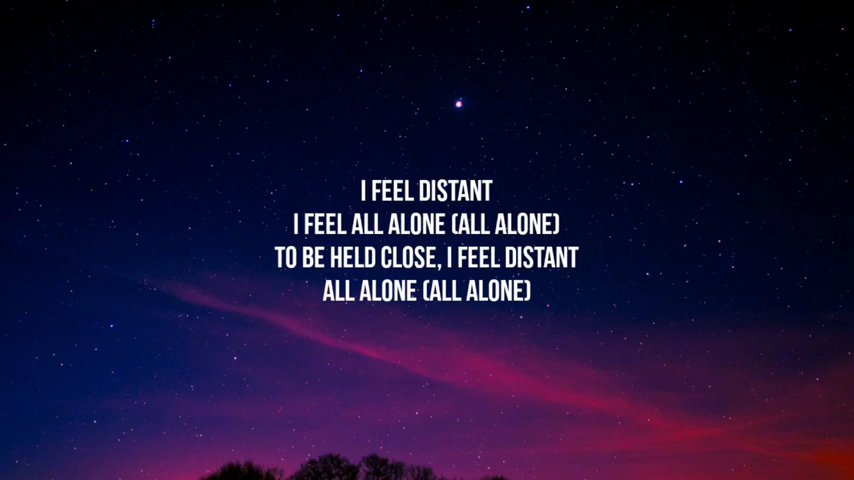 I FEEL DISTANT
I FEEL ALL ALONE (ALL ALONE)
TO BE HELD CLOSE, I FEEL DISTANT
ALL ALONE (ALL ALONE)